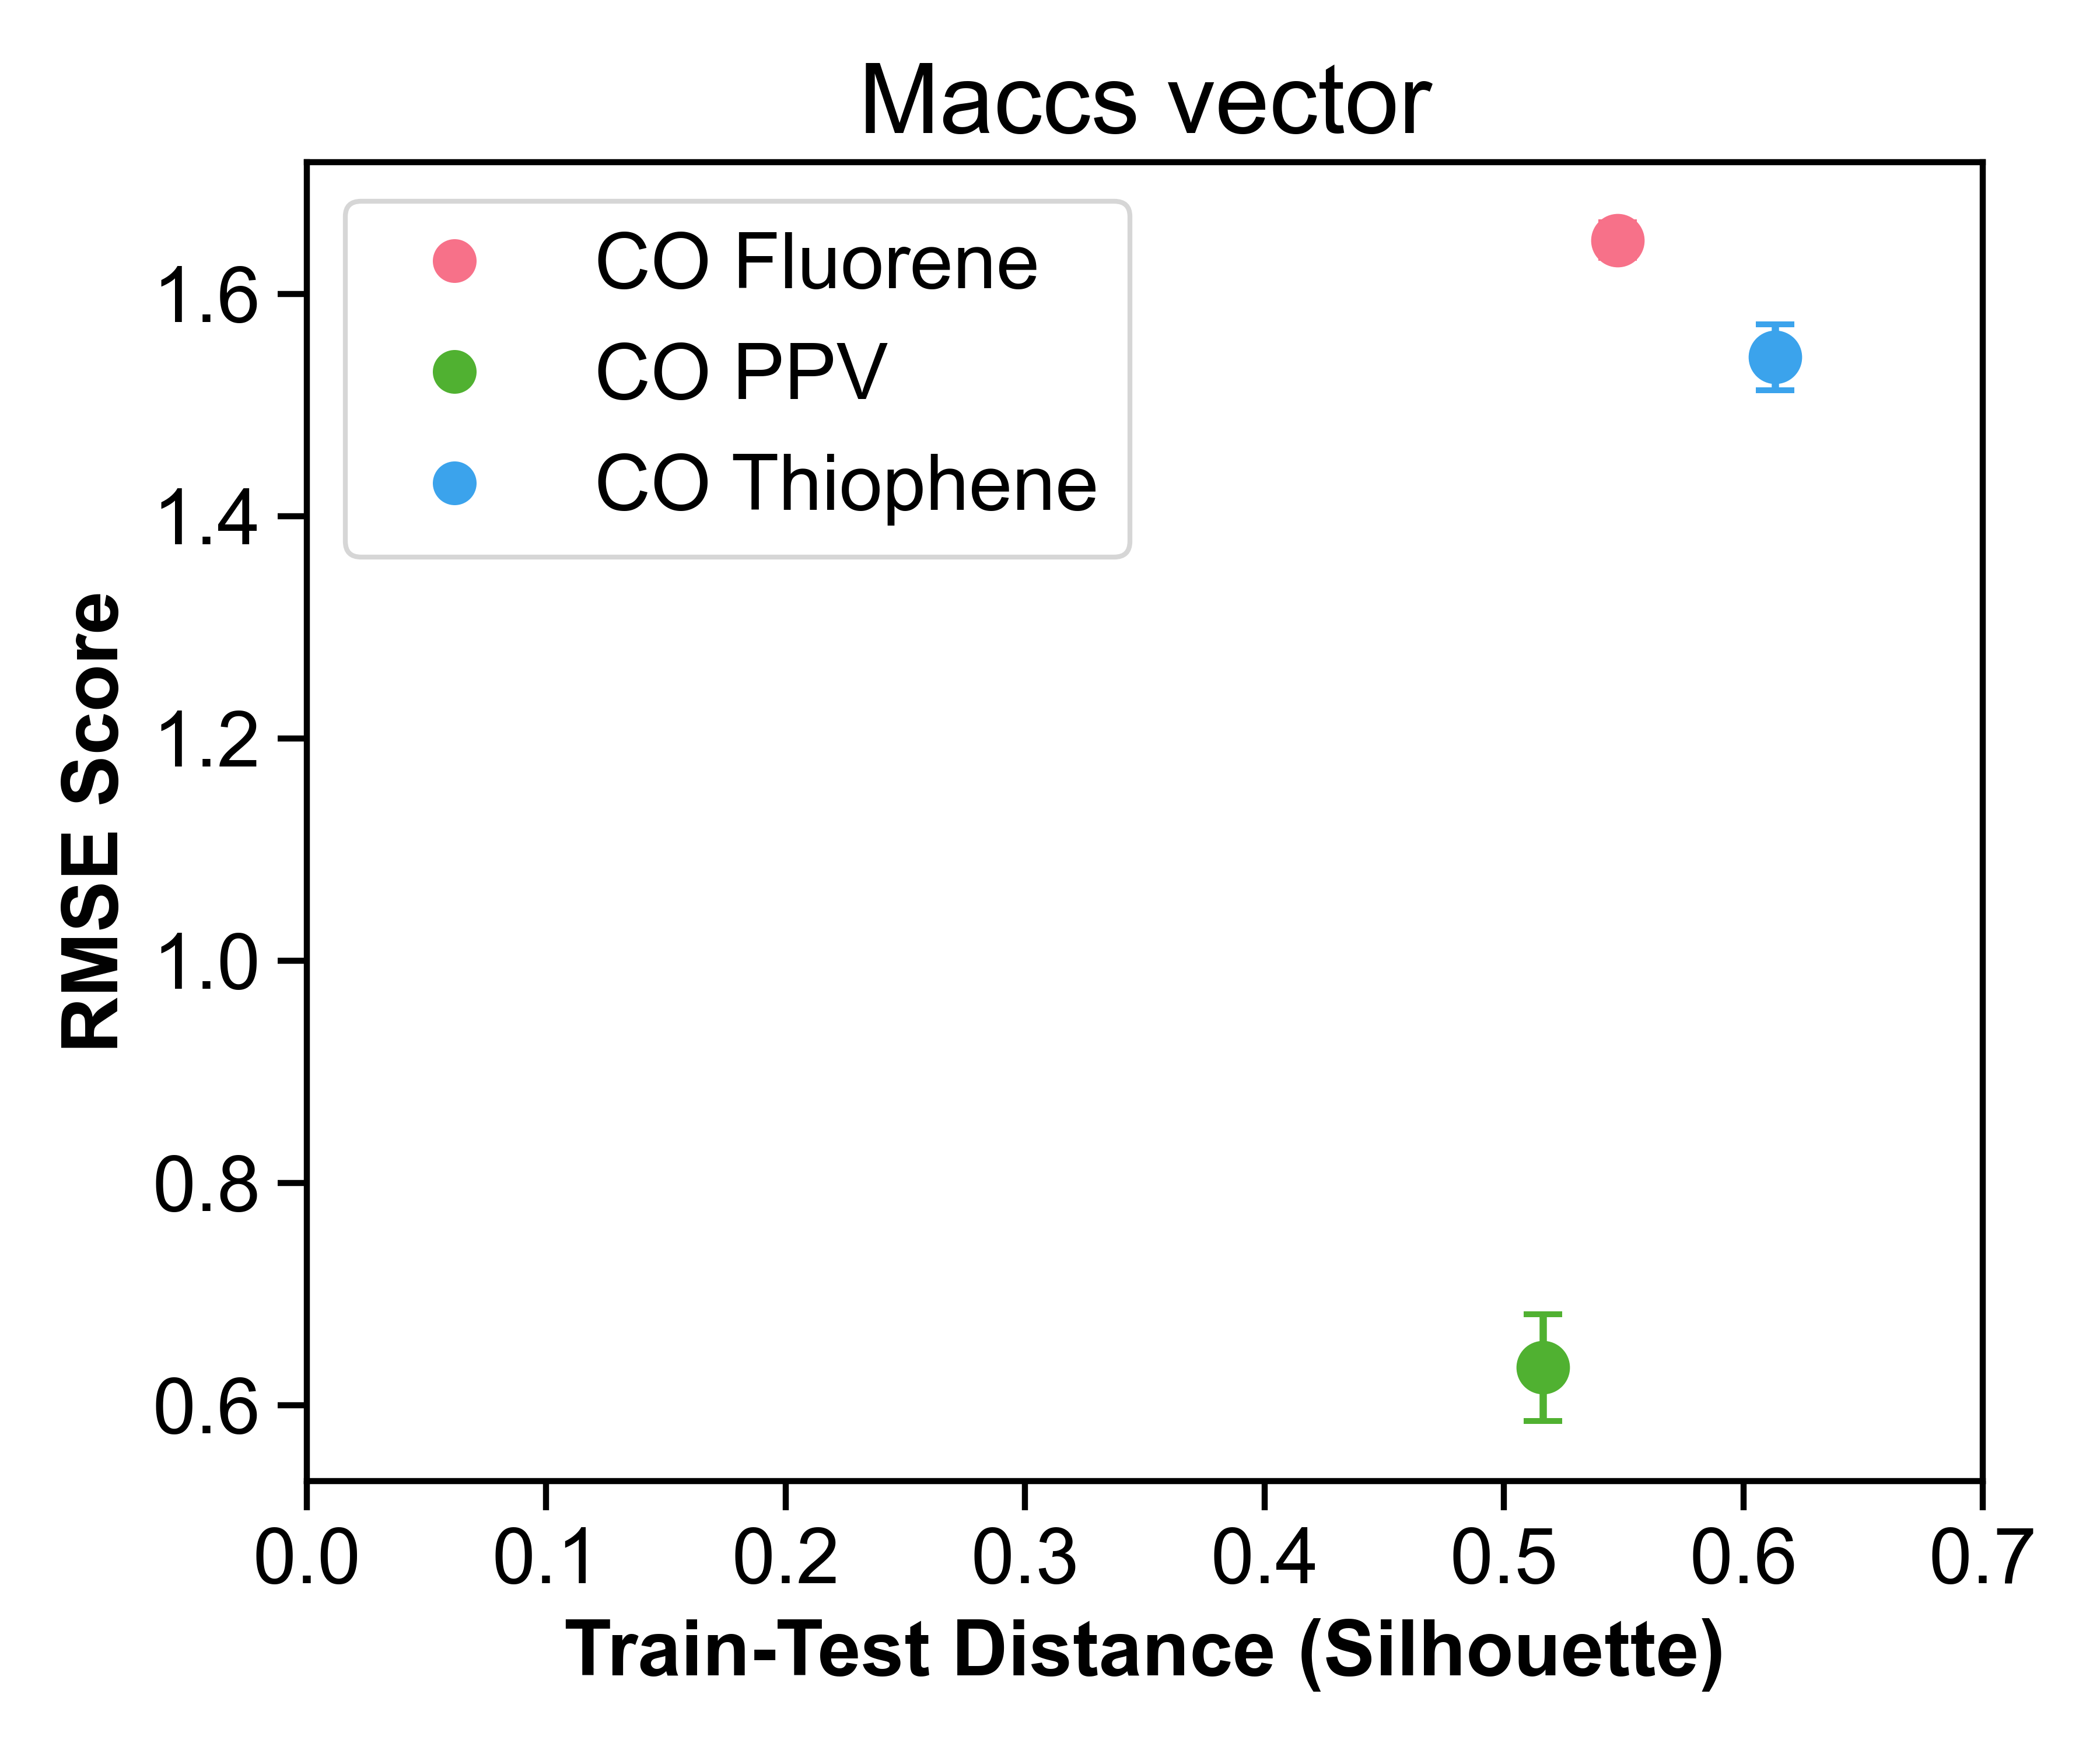 Maccs vector
CO Fluorene
CO PPV
CO Thiophene
1.6
1.4
1.2
1.0
0.8
0.6
RMSE Score
0.0 0.1 0.2 0.3 0.4 0.5 0.6 0.7
Train-Test Distance (Silhouette)